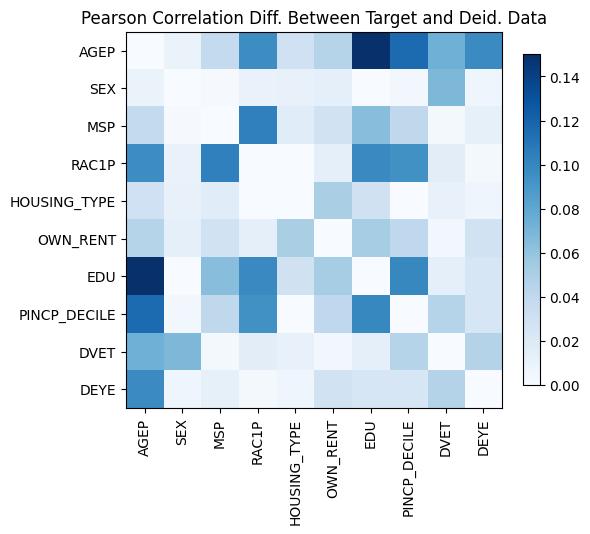 Pearson Correlation Diff. Between Target and Deid. Data
AGEP
SEX
MSP
RAC1P
HOUSING_TYPE
OWN_RENT
EDU
PINCP_DECILE
DVET
DEYE
0.14
0.12
0.10
0.08
0.06
0.04
0.02
0.00
AGEP
SEX
MSP
RAC1P
HOUSING_TYPE
OWN_RENT
EDU
PINCP_DECILE
DVET
DEYE